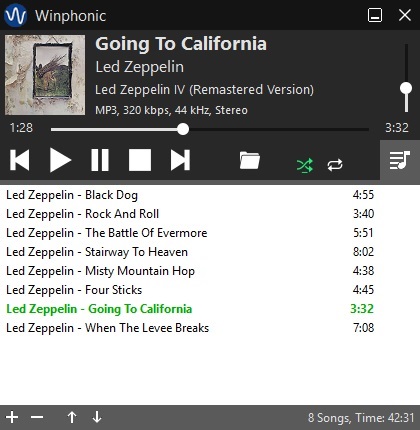 Winphonic
Going To California
Led Zeppelin
Led Zeppelin IV (Remastered Version)
MP3, 320 kbps, 44 kHz, Stereo
1:28 3:32
Led Zeppelin - Black Dog 4:55
Led Zeppelin - Rock And Roll 3:40
Led Zeppelin - The Battle Of Evermore 5:51
Led Zeppelin - Stairway To Heaven 8:02
Led Zeppelin - Misty Mountain Hop 4:38
Led Zeppelin - Four Sticks 4:45
Led Zeppelin - Going To California 3:32
Led Zeppelin - When The Levee Breaks 7:08
8 Songs, Time: 42:31